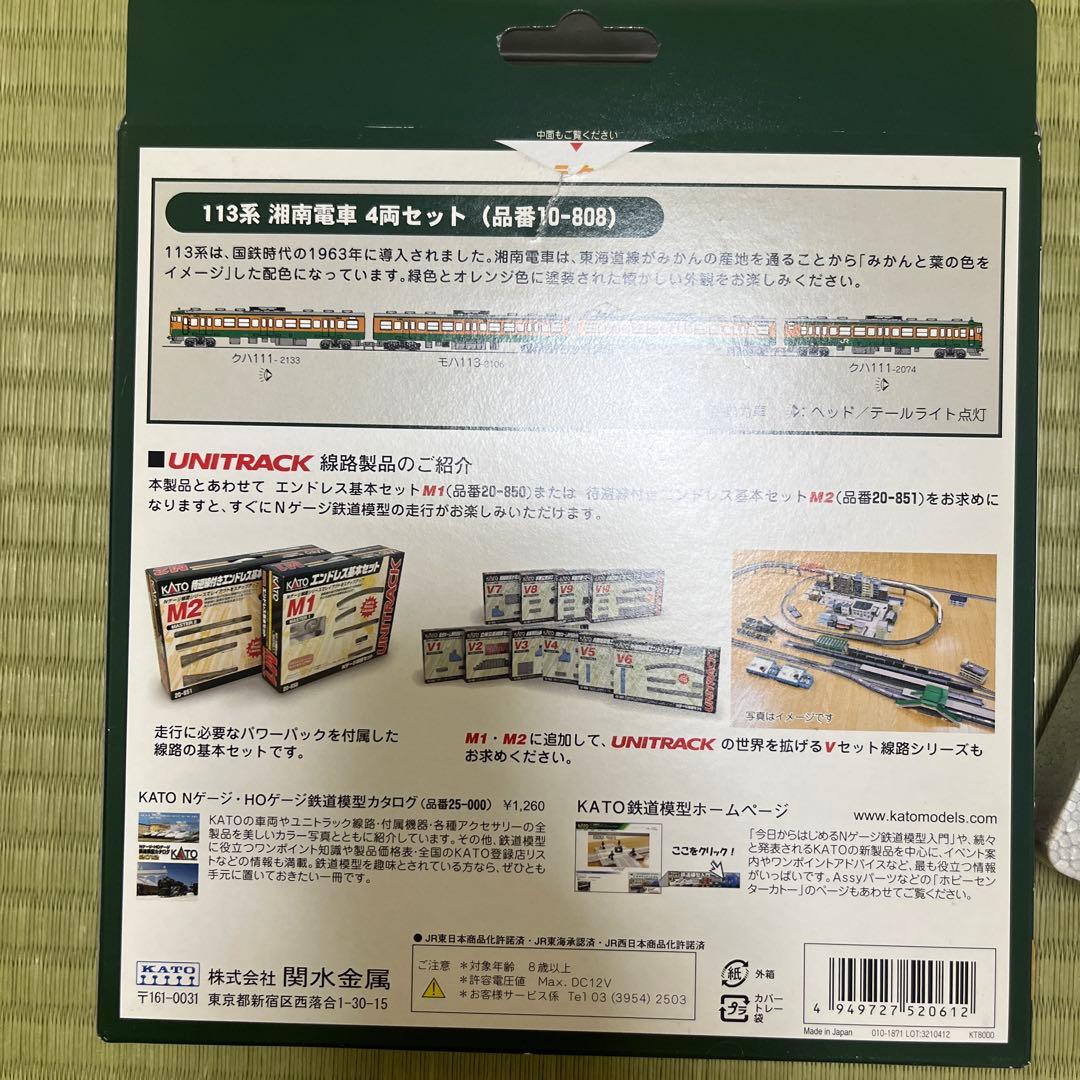 中面もご覧ください
113系 湘南電車 4両セット（品番10-808）
113系は、国鉄時代の1963年に導入されました。湘南電車は、東海道線がみかんの産地を通ることから「みかんと葉の色を
イメージ」した配色になっています。緑色とオレンジ色に塗装された懐かしい外観をお楽しみください。
JR
クハ111-2133
モハ113-2106
クハ111-2074
：ヘッド／テールライト点灯
■UNITRACK 線路製品のご紹介
本製品とあわせて エンドレス基本セットM1(品番20-850)または 待避線付きエンドレス基本セットM2(品番20-851)をお求めに
なりますと、すぐにNゲージ鉄道模型の走行がお楽しみいただけます。
KATO 待避線付きエンドレス基本セット
M2
MASTER2
20-851
KATO エンドレス基本セット
M1
MASTER1
20-850
UNITRACK
V7
V8
V9
V10
V1
V2
V3
V4
V5
V6
UNITRACK
写真はイメージです
走行に必要なパワーパックを付属した
線路の基本セットです。
M1・M2に追加して、UNITRACK の世界を拡げるVセット線路シリーズも
お求めください。
KATO Nゲージ・HOゲージ鉄道模型カタログ(品番25-000) ¥1,260
KATOの車両やユニトラック線路・付属機器・各種アクセサリーの全
製品を美しいカラー写真とともに紹介しています。その他、鉄道模型
に役立つワンポイント知識や製品価格表・全国のKATO登録店リス
トなどの情報も満載。鉄道模型を趣味とされている方なら、ぜひとも
手元に置いておきたい一冊です。
KATO
KATO鉄道模型ホームページ
www.katomodels.com
ここをクリック！
「今日からはじめるNゲージ鉄道模型入門」や、続々
と発表されるKATOの新製品を中心に、イベント案
内やワンポイントアドバイスなど、最も役立つ情報
がいっぱいです。Assyパーツなどの「ホビーセン
ターカトー」のページもあわせてご覧ください。
●JR東日本商品化許諾済・JR東海承認済・JR西日本商品化許諾済
ご注意 ＊対象年齢 8歳以上
＊許容電圧値 Max. DC12V
＊お客様サービス係 Tel 03 (3954) 2503
KATO 株式会社 関水金属
〒161-0031 東京都新宿区西落合1-30-15
紙 外箱
プラ カバー
トレー
袋
4 949727 520612
Made in Japan 010-1871 LOT:3210412 KT8000